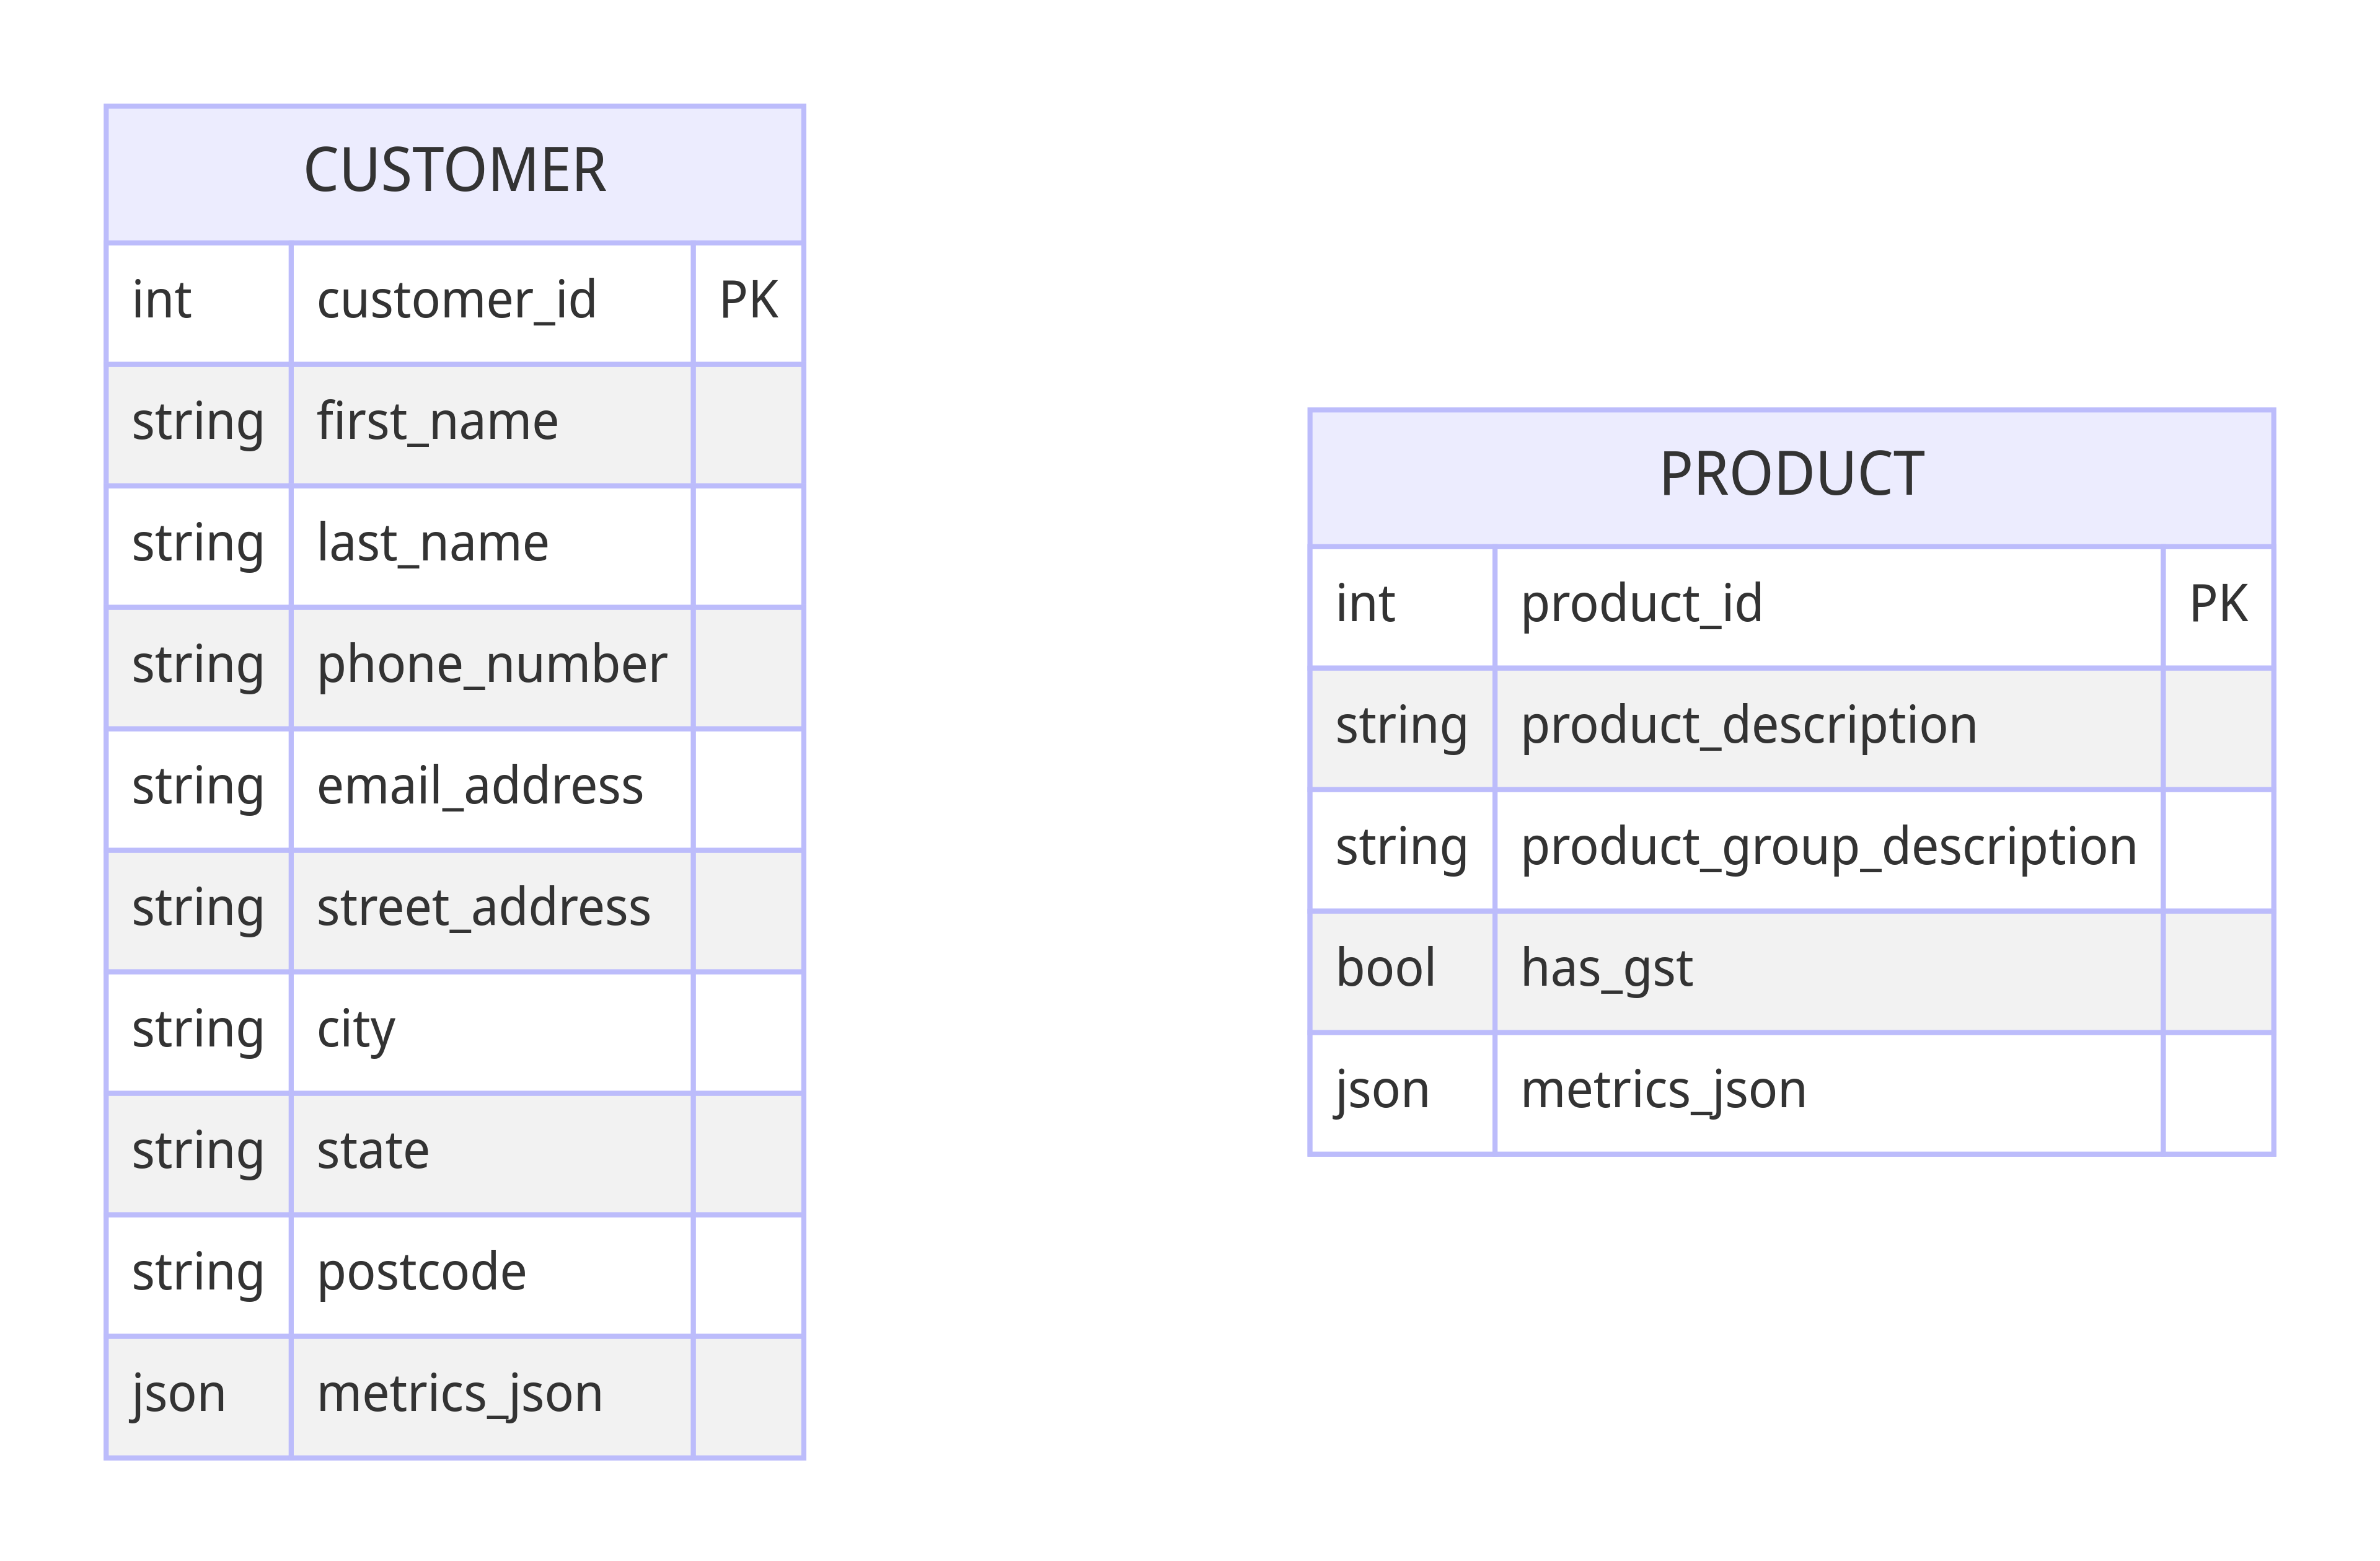 CUSTOMER
int customer_id PK
string first_name
string last_name
string phone_number
string email_address
string street_address
string city
string state
string postcode
json metrics_json
PRODUCT
int product_id PK
string product_description
string product_group_description
bool has_gst
json metrics_json